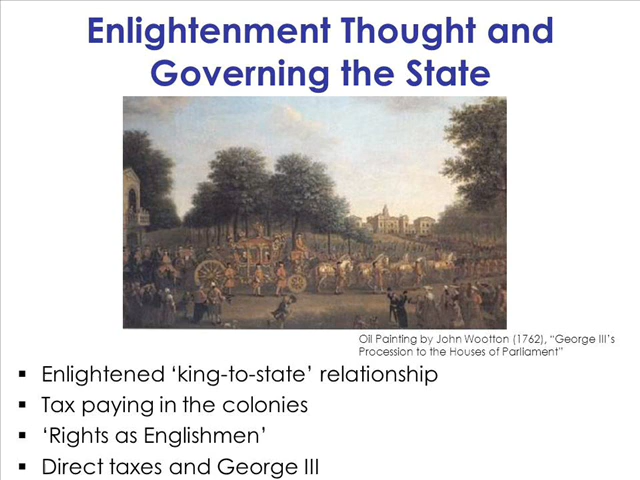 Enlightenment Thought and
Governing the State
Oil Painting by John Wootton (1762), “George III’s
Procession to the Houses of Parliament”
▪ Enlightened ‘king-to-state’ relationship
▪ Tax paying in the colonies
▪ ‘Rights as Englishmen’
▪ Direct taxes and George III